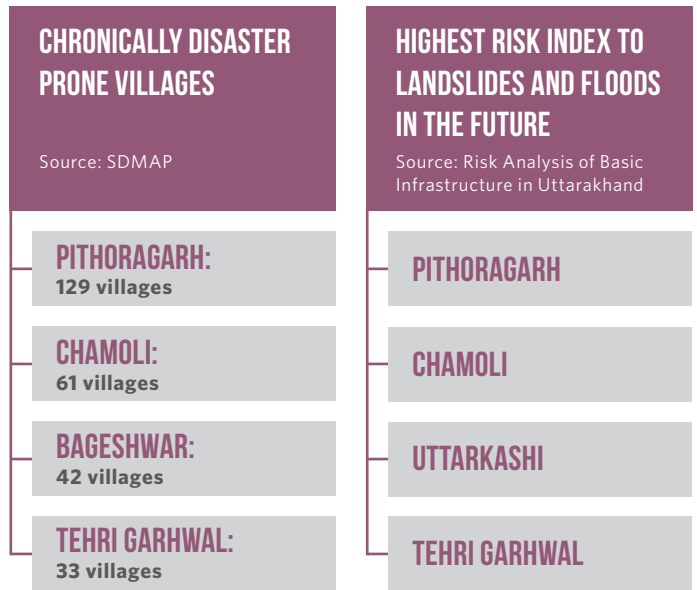 CHRONICALLY DISASTER
PRONE VILLAGES
Source: SDMAP
PITHORAGARH:
129 villages
CHAMOLI:
61 villages
BAGESHWAR:
42 villages
TEHRI GARHWAL:
33 villages
HIGHEST RISK INDEX TO
LANDSLIDES AND FLOODS
IN THE FUTURE
Source: Risk Analysis of Basic
Infrastructure in Uttarakhand
PITHORAGARH
CHAMOLI
UTTARKASHI
TEHRI GARHWAL